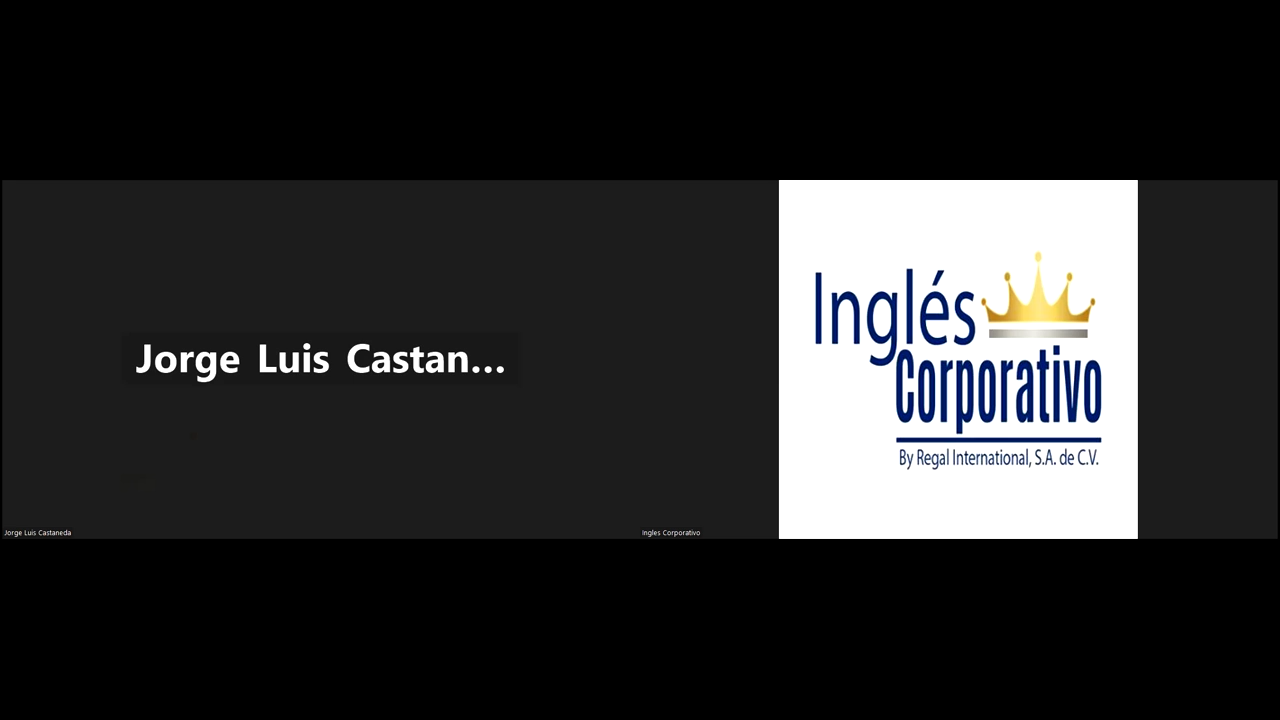 Jorge Luis Castan...
Jorge Luis Castaneda
Inglés
Corporativo
By Regal International, S.A. de C.V.
Ingles Corporativo